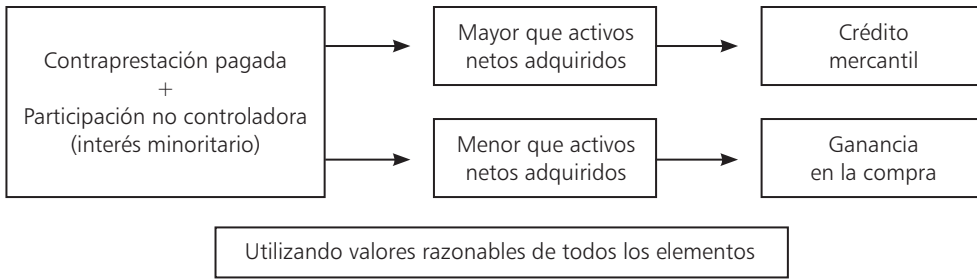 Contraprestación pagada
+
Participación no controladora
(interés minoritario)
Mayor que activos
netos adquiridos
Crédito
mercantil
Menor que activos
netos adquiridos
Ganancia
en la compra
Utilizando valores razonables de todos los elementos